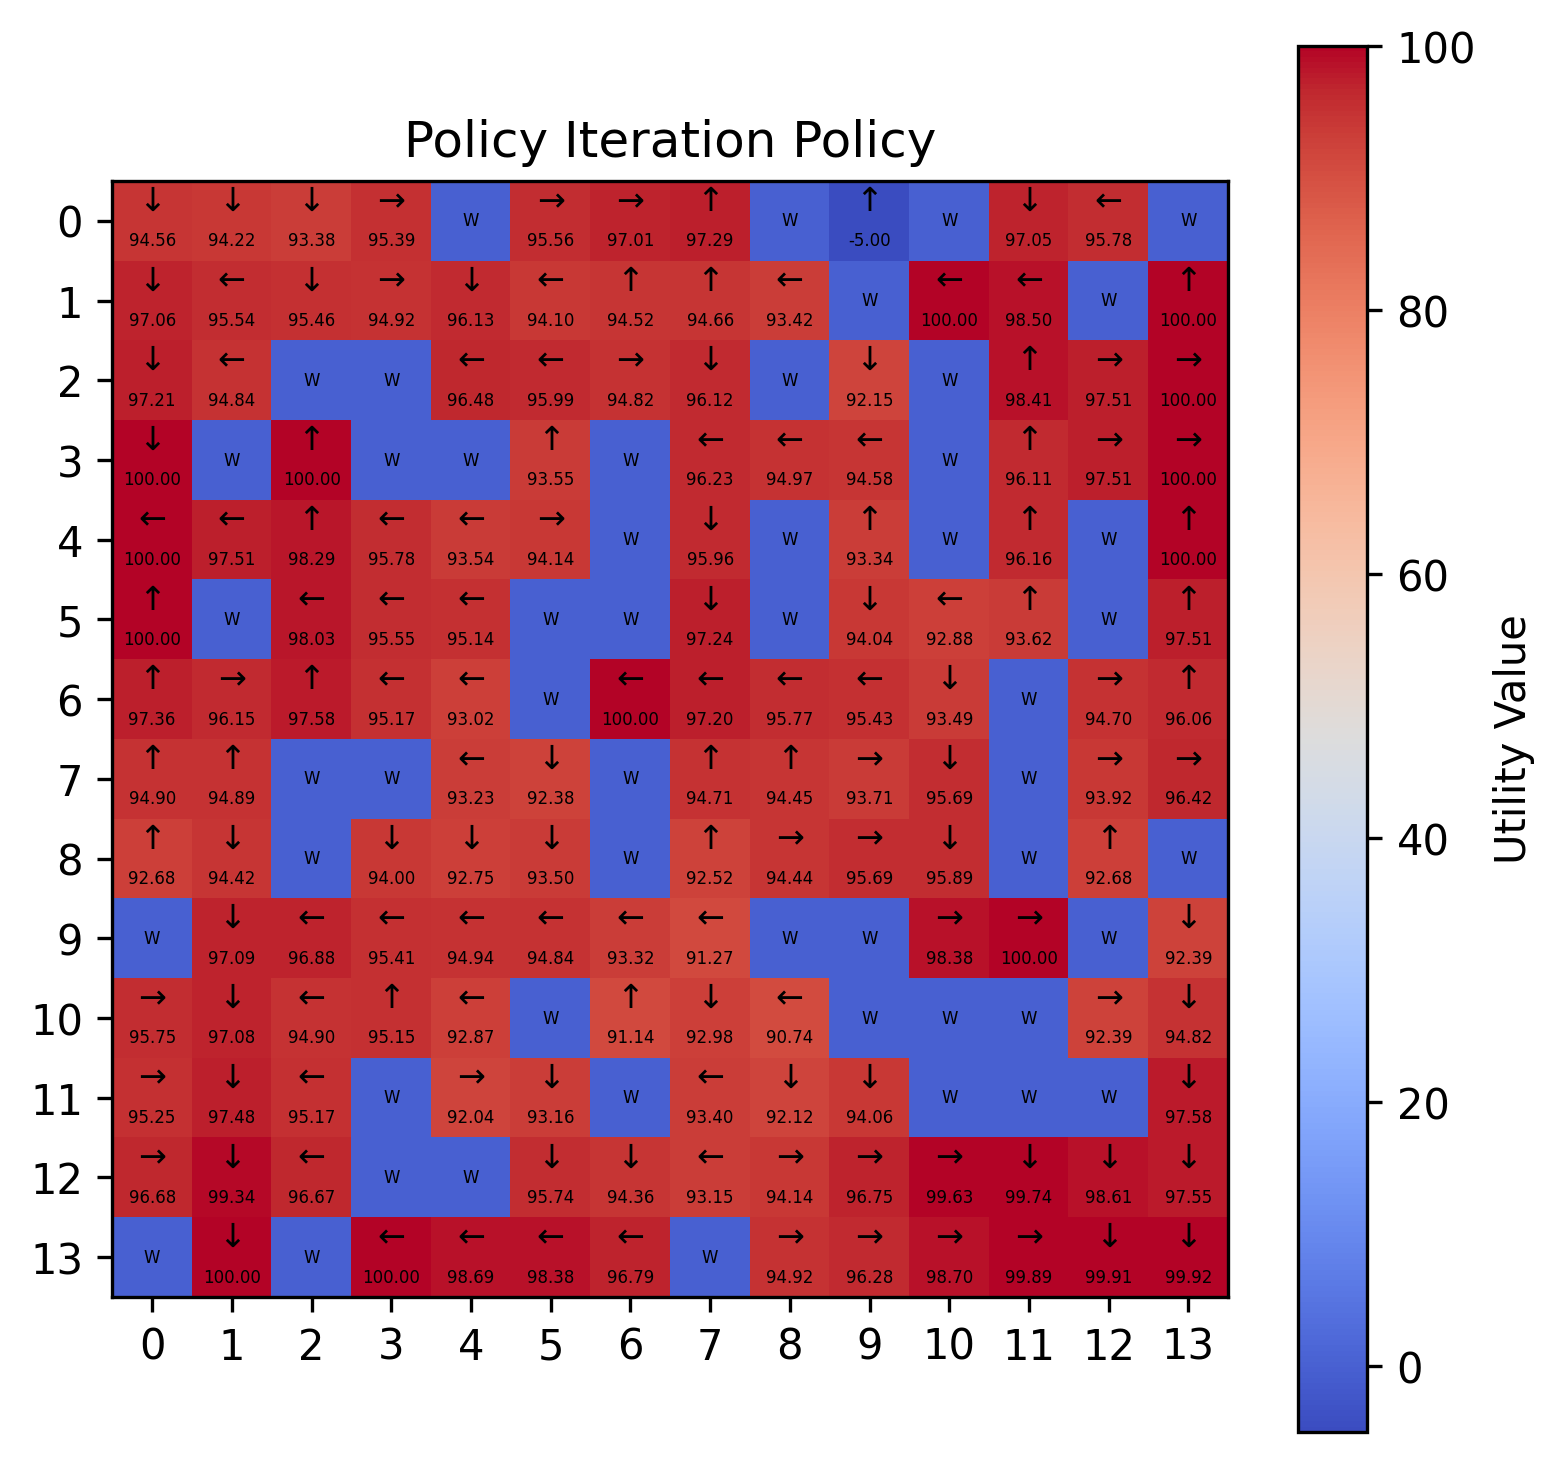 Policy Iteration Policy
↓ ↓ ↓ → W → → ↑ W ↑ W ↓ ← W
0 94.56 94.22 93.38 95.39 95.56 97.01 97.29 -5.00 97.05 95.78
↓ ← ↓ → ↓ ← ↑ ↑ ← W ← ← W ↑
1 97.06 95.54 95.46 94.92 96.13 94.10 94.52 94.66 93.42 100.00 98.50 100.00
↓ ← W W ← ← → ↓ W ↓ W ↑ → →
2 97.21 94.84 96.48 95.99 94.82 96.12 92.15 98.41 97.51 100.00
↓ W ↑ W W ↑ W ← ← ← W ↑ → →
3 100.00 100.00 93.55 96.23 94.97 94.58 96.11 97.51 100.00
← ← ↑ ← ← → W ↓ W ↑ W ↑ W ↑
4 100.00 97.51 98.29 95.78 93.54 94.14 95.96 93.34 96.16 100.00
↑ W ← ← ← W W ↓ W ↓ ← ↑ W ↑
5 100.00 98.03 95.55 95.14 97.24 94.04 92.88 93.62 97.51
↑ → ↑ ← ← W ← ← ← ← ↓ W → ↑
6 97.36 96.15 97.58 95.17 93.02 100.00 97.20 95.77 95.43 93.49 94.70 96.06
↑ ↑ W W ← ↓ W ↑ ↑ → ↓ W → →
7 94.90 94.89 93.23 92.38 94.71 94.45 93.71 95.69 93.92 96.42
↑ ↓ W ↓ ↓ ↓ W ↑ → → ↓ W ↑ W
8 92.68 94.42 94.00 92.75 93.50 92.52 94.44 95.69 95.89 92.68
W ↓ ← ← ← ← ← ← W W → → W ↓
9 97.09 96.88 95.41 94.94 94.84 93.32 91.27 98.38 100.00 92.39
→ ↓ ← ↑ ← W ↑ ↓ ← W W W → ↓
10 95.75 97.08 94.90 95.15 92.87 91.14 92.98 90.74 92.39 94.82
→ ↓ ← W → ↓ W ← ↓ ↓ W W W ↓
11 95.25 97.48 95.17 92.04 93.16 93.40 92.12 94.06 97.58
→ ↓ ← W W ↓ ↓ ← → → → ↓ ↓ ↓
12 96.68 99.34 96.67 95.74 94.36 93.15 94.14 96.75 99.63 99.74 98.61 97.55
W ↓ W ← ← ← ← W → → → → ↓ ↓
13 100.00 100.00 98.69 98.38 96.79 94.92 96.28 98.70 99.89 99.91 99.92
0 1 2 3 4 5 6 7 8 9 10 11 12 13
100
80
60
40
20
0
Utility Value